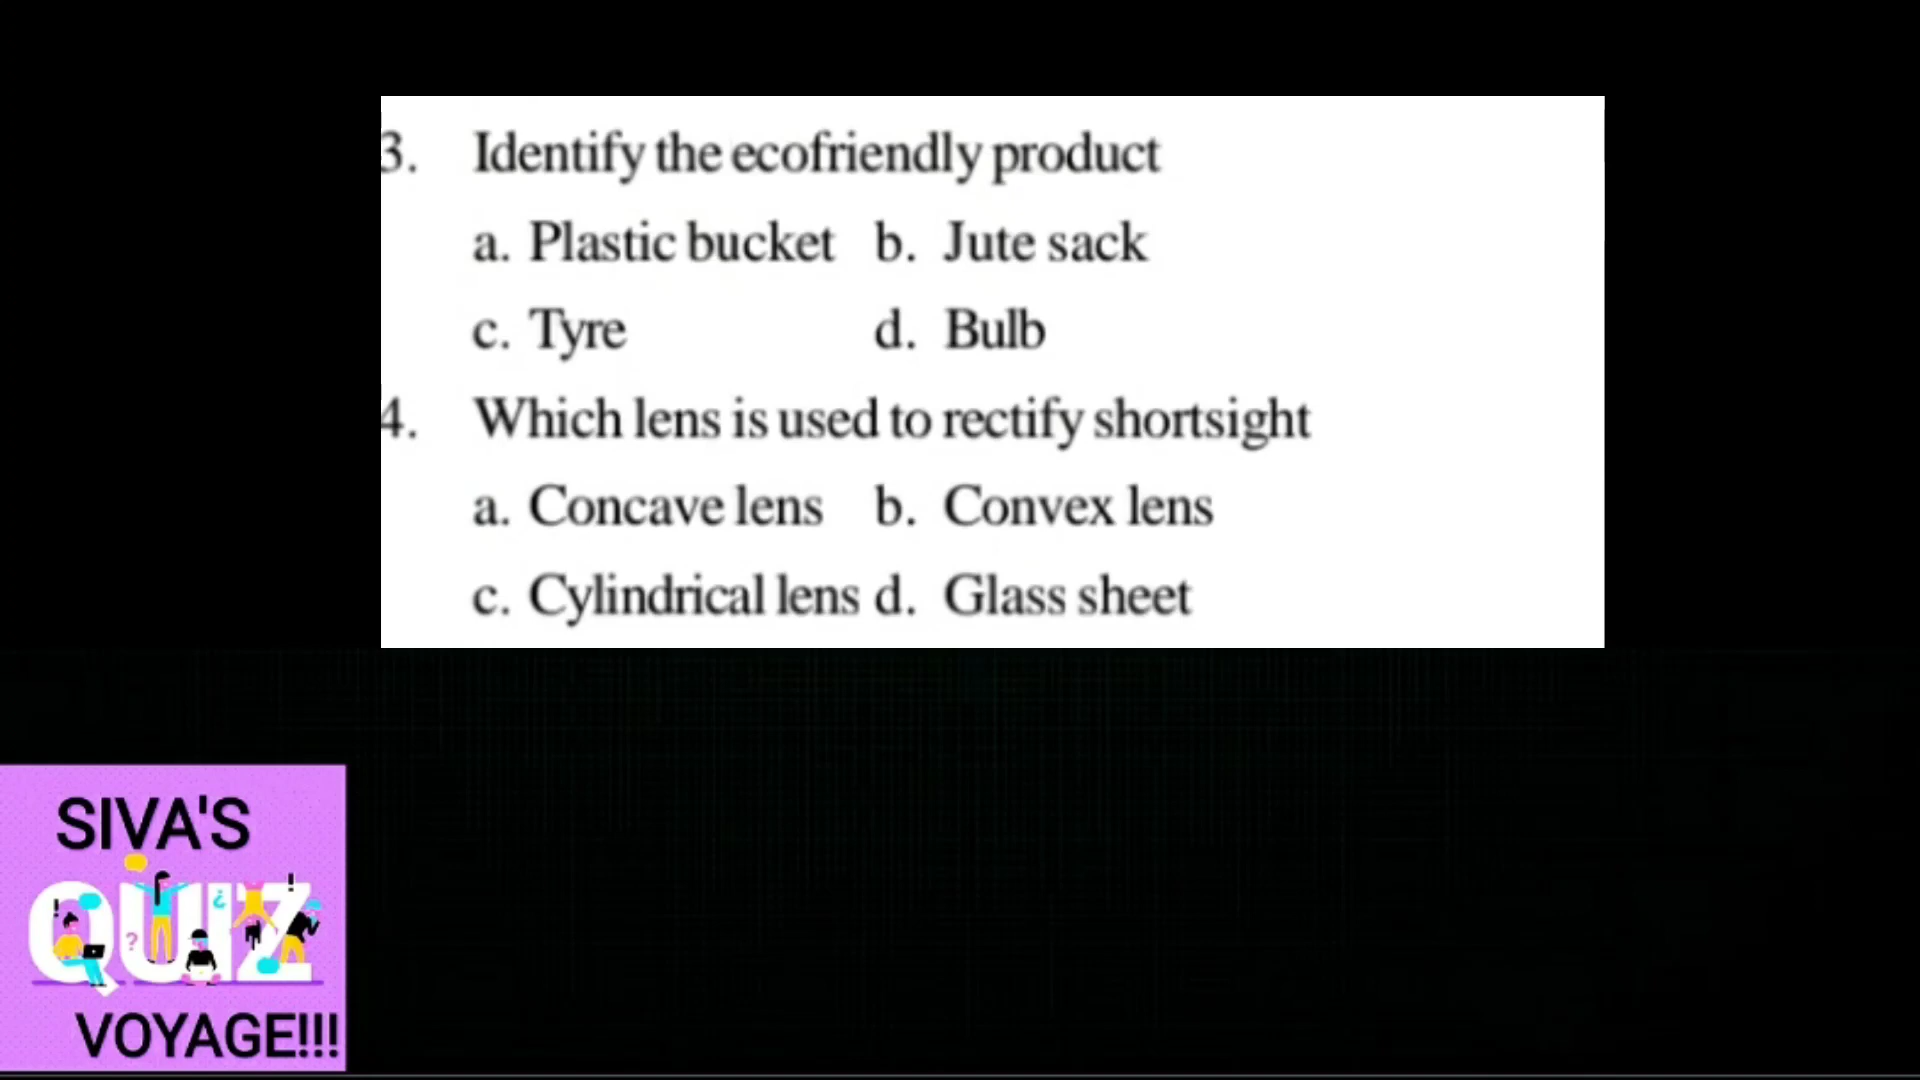 3. Identify the ecofriendly product
a. Plastic bucket b. Jute sack
c. Tyre d. Bulb
4. Which lens is used to rectify shortsight
a. Concave lens b. Convex lens
c. Cylindrical lens d. Glass sheet
SIVA'S
QUIZ
VOYAGE!!!